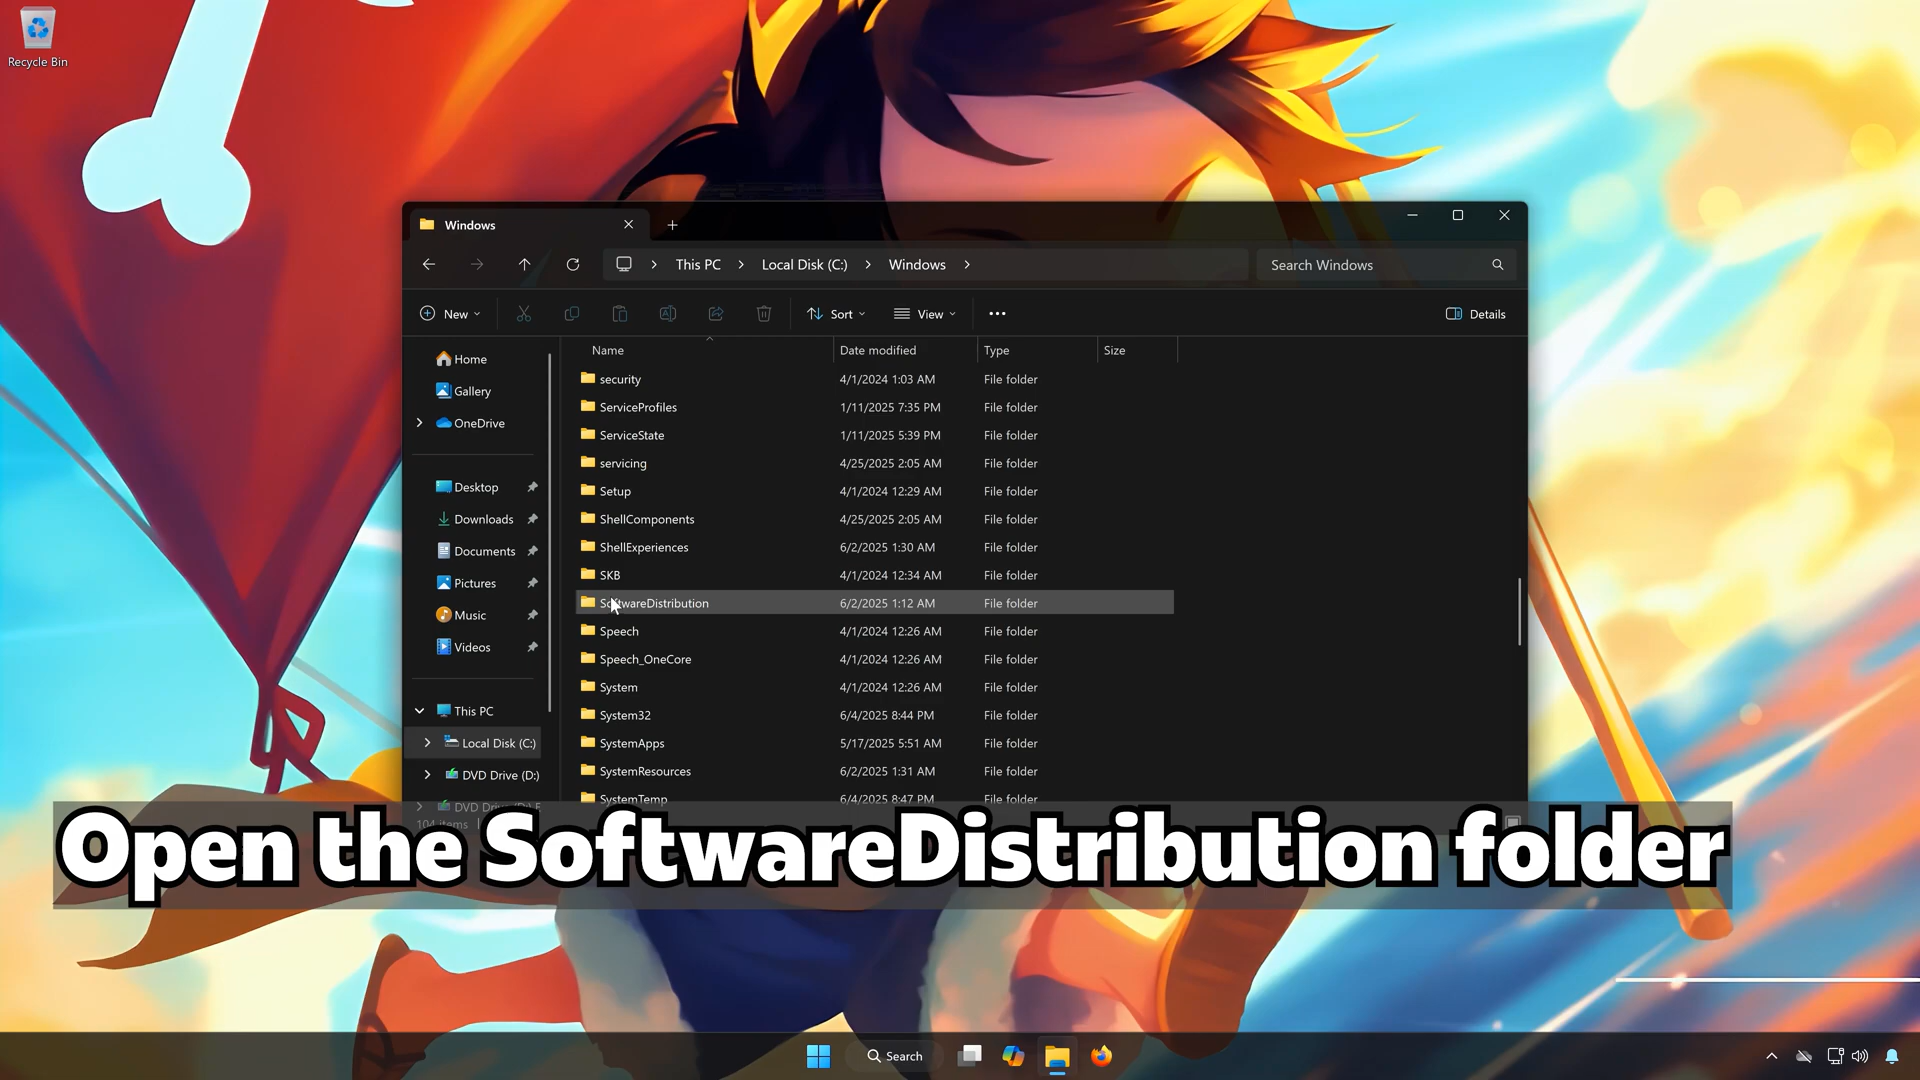 Recycle Bin
Windows
This PC
Local Disk (C:)
Windows
Search Windows
New
Sort
View
Details
Name
Date modified
Type
Size
Home
Gallery
OneDrive
Desktop
Downloads
Documents
Pictures
Music
Videos
This PC
Local Disk (C:)
DVD Drive (D:)
security 4/1/2024 1:03 AM File folder
ServiceProfiles 1/11/2025 7:35 PM File folder
ServiceState 1/11/2025 5:39 PM File folder
servicing 4/25/2025 2:05 AM File folder
Setup 4/1/2024 12:29 AM File folder
ShellComponents 4/25/2025 2:05 AM File folder
ShellExperiences 6/2/2025 1:30 AM File folder
SKB 4/1/2024 12:34 AM File folder
SoftwareDistribution 6/2/2025 1:12 AM File folder
Speech 4/1/2024 12:26 AM File folder
Speech_OneCore 4/1/2024 12:26 AM File folder
System 4/1/2024 12:26 AM File folder
System32 6/4/2025 8:44 PM File folder
SystemApps 5/17/2025 5:51 AM File folder
SystemResources 6/2/2025 1:31 AM File folder
SystemTemp 6/4/2025 8:47 PM File folder
104 items
Open the SoftwareDistribution folder
Search